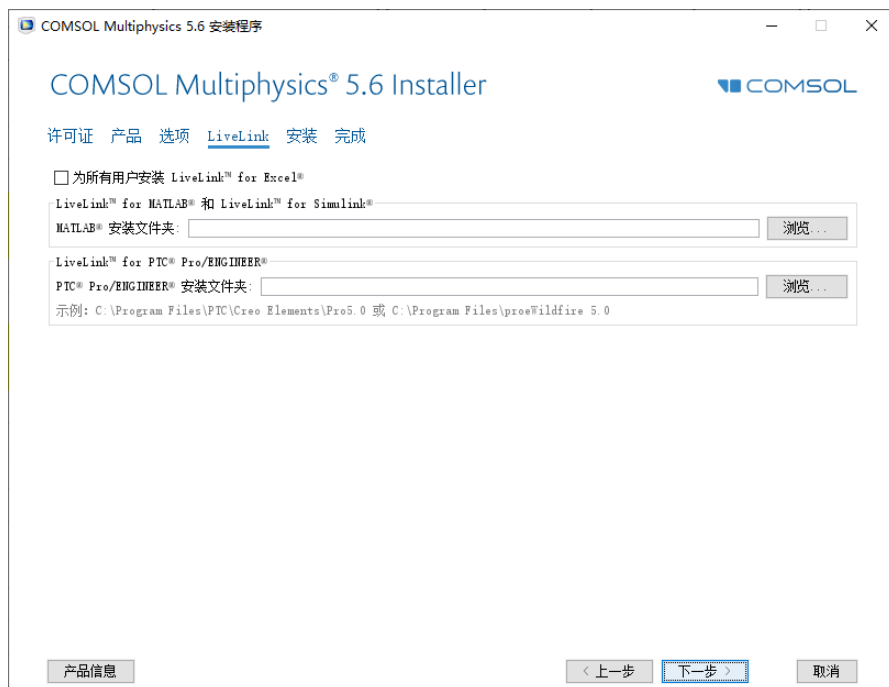 COMSOL Multiphysics 5.6 安装程序
COMSOL Multiphysics® 5.6 Installer
COMSOL
许可证 产品 选项 LiveLink 安装 完成
为所有用户安装 LiveLink™ for Excel®
LiveLink™ for MATLAB® 和 LiveLink™ for Simulink®
MATLAB® 安装文件夹: 浏览...
LiveLink™ for PTC® Pro/ENGINEER®
PTC® Pro/ENGINEER® 安装文件夹: 浏览...
示例: C:\Program Files\PTC\Creo Elements\Pro5.0 或 C:\Program Files\proeWildfire 5.0
产品信息 < 上一步 下一步 > 取消